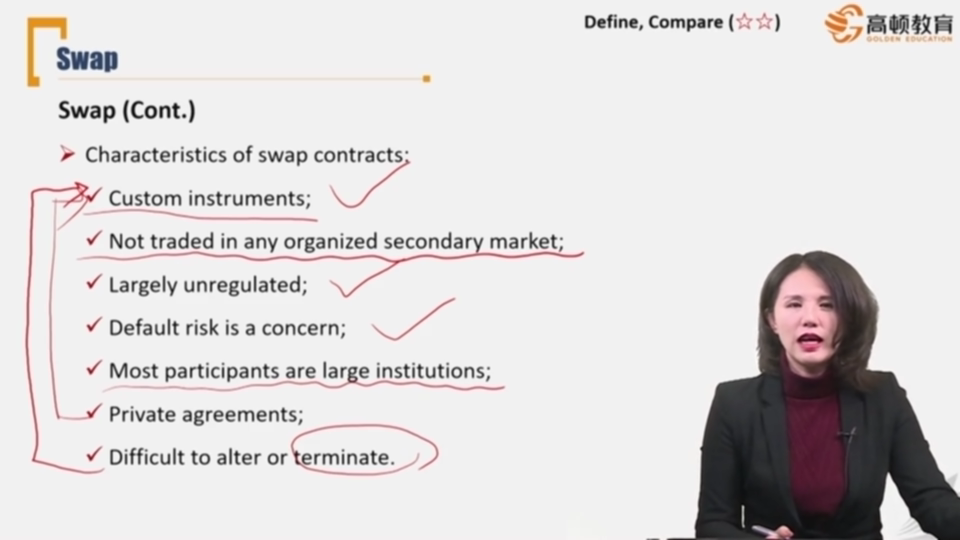 Define, Compare (☆☆)
高顿教育
GOLDEN EDUCATION
Swap
Swap (Cont.)
Characteristics of swap contracts:
Custom instruments;
Not traded in any organized secondary market;
Largely unregulated;
Default risk is a concern;
Most participants are large institutions;
Private agreements;
Difficult to alter or terminate.